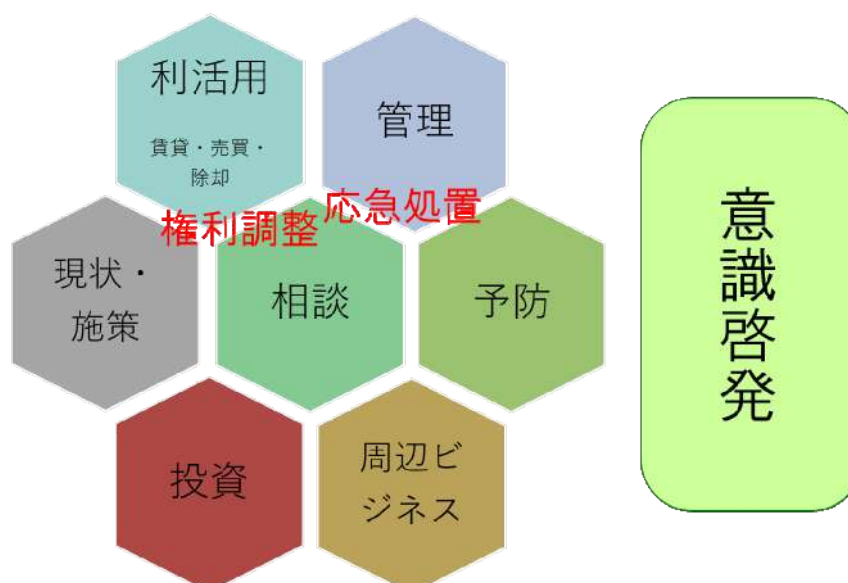 利活用
賃貸・売買・
除却
管理
権利調整
応急処置
現状・
施策
相談
予防
投資
周辺ビ
ジネス
意識啓発